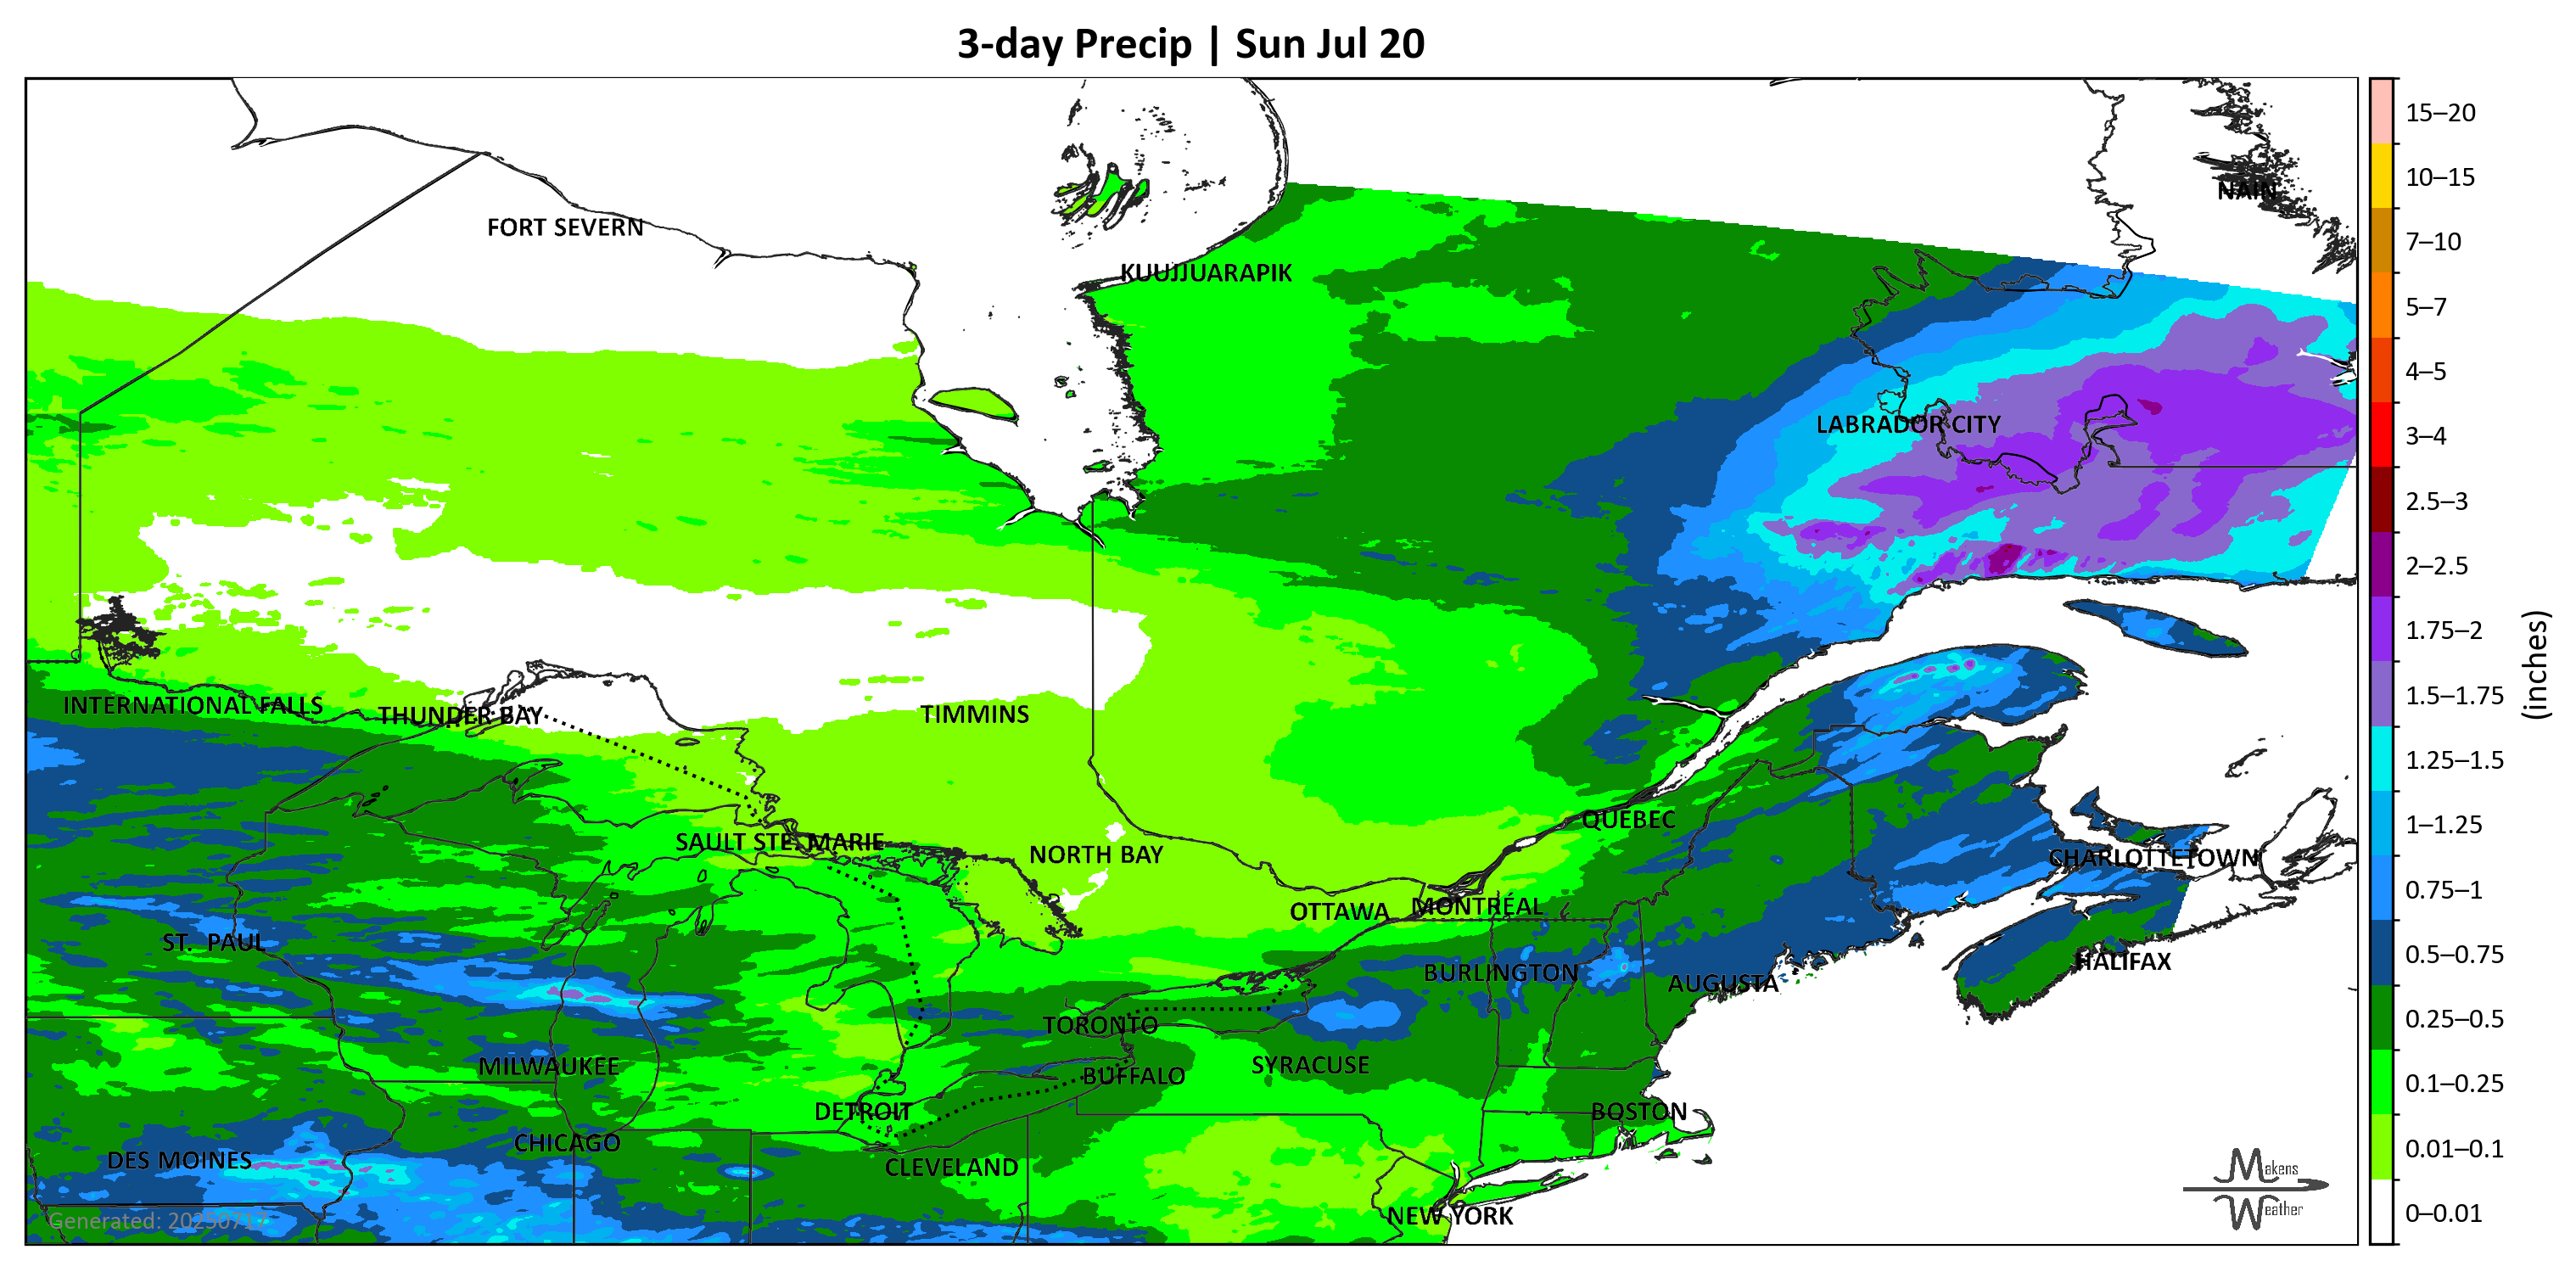 3-day Precip | Sun Jul 20
NAIN
FORT SEVERN
KUUJJUARAPIK
LABRADOR CITY
INTERNATIONAL FALLS
THUNDER BAY
TIMMINS
QUEBEC
SAULT STE. MARIE
NORTH BAY
CHARLOTTETOWN
OTTAWA
MONTRÉAL
ST.  PAUL
HALIFAX
BURLINGTON
AUGUSTA
TORONTO
MILWAUKEE
SYRACUSE
BUFFALO
DETROIT
BOSTON
CHICAGO
DES MOINES
CLEVELAND
NEW YORK
Generated: 20250717
Makens
Weather
15–20
10–15
7–10
5–7
4–5
3–4
2.5–3
2–2.5
1.75–2
1.5–1.75
1.25–1.5
1–1.25
0.75–1
0.5–0.75
0.25–0.5
0.1–0.25
0.01–0.1
0–0.01
(inches)